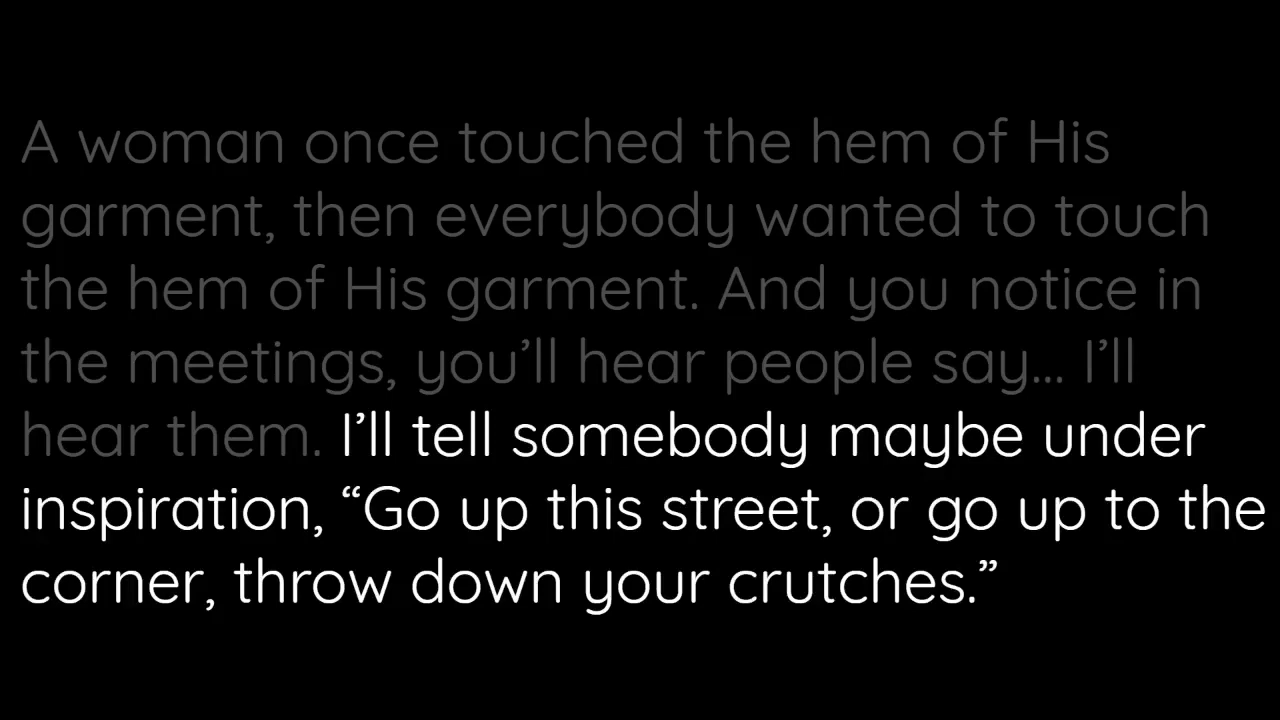 A woman once touched the hem of His
garment, then everybody wanted to touch
the hem of His garment. And you notice in
the meetings, you’ll hear people say... I’ll
hear them. I’ll tell somebody maybe under
inspiration, “Go up this street, or go up to the
corner, throw down your crutches.”